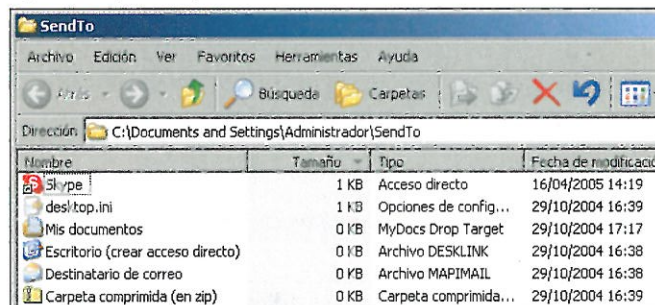 SendTo
Archivo Edición Ver Favoritos Herramientas Ayuda
Atrás Búsqueda Carpetas
Dirección C:\Documents and Settings\Administrador\SendTo
Nombre Tamaño Tipo Fecha de modificació
Skype 1 KB Acceso directo 16/04/2005 14:19
desktop.ini 1 KB Opciones de config... 29/10/2004 16:39
Mis documentos 0 KB MyDocs Drop Target 29/10/2004 17:17
Escritorio (crear acceso directo) 0 KB Archivo DESKLINK 29/10/2004 16:38
Destinatario de correo 0 KB Archivo MAPIMAIL 29/10/2004 16:38
Carpeta comprimida (en zip) 0 KB Carpeta comprimida... 29/10/2004 16:39